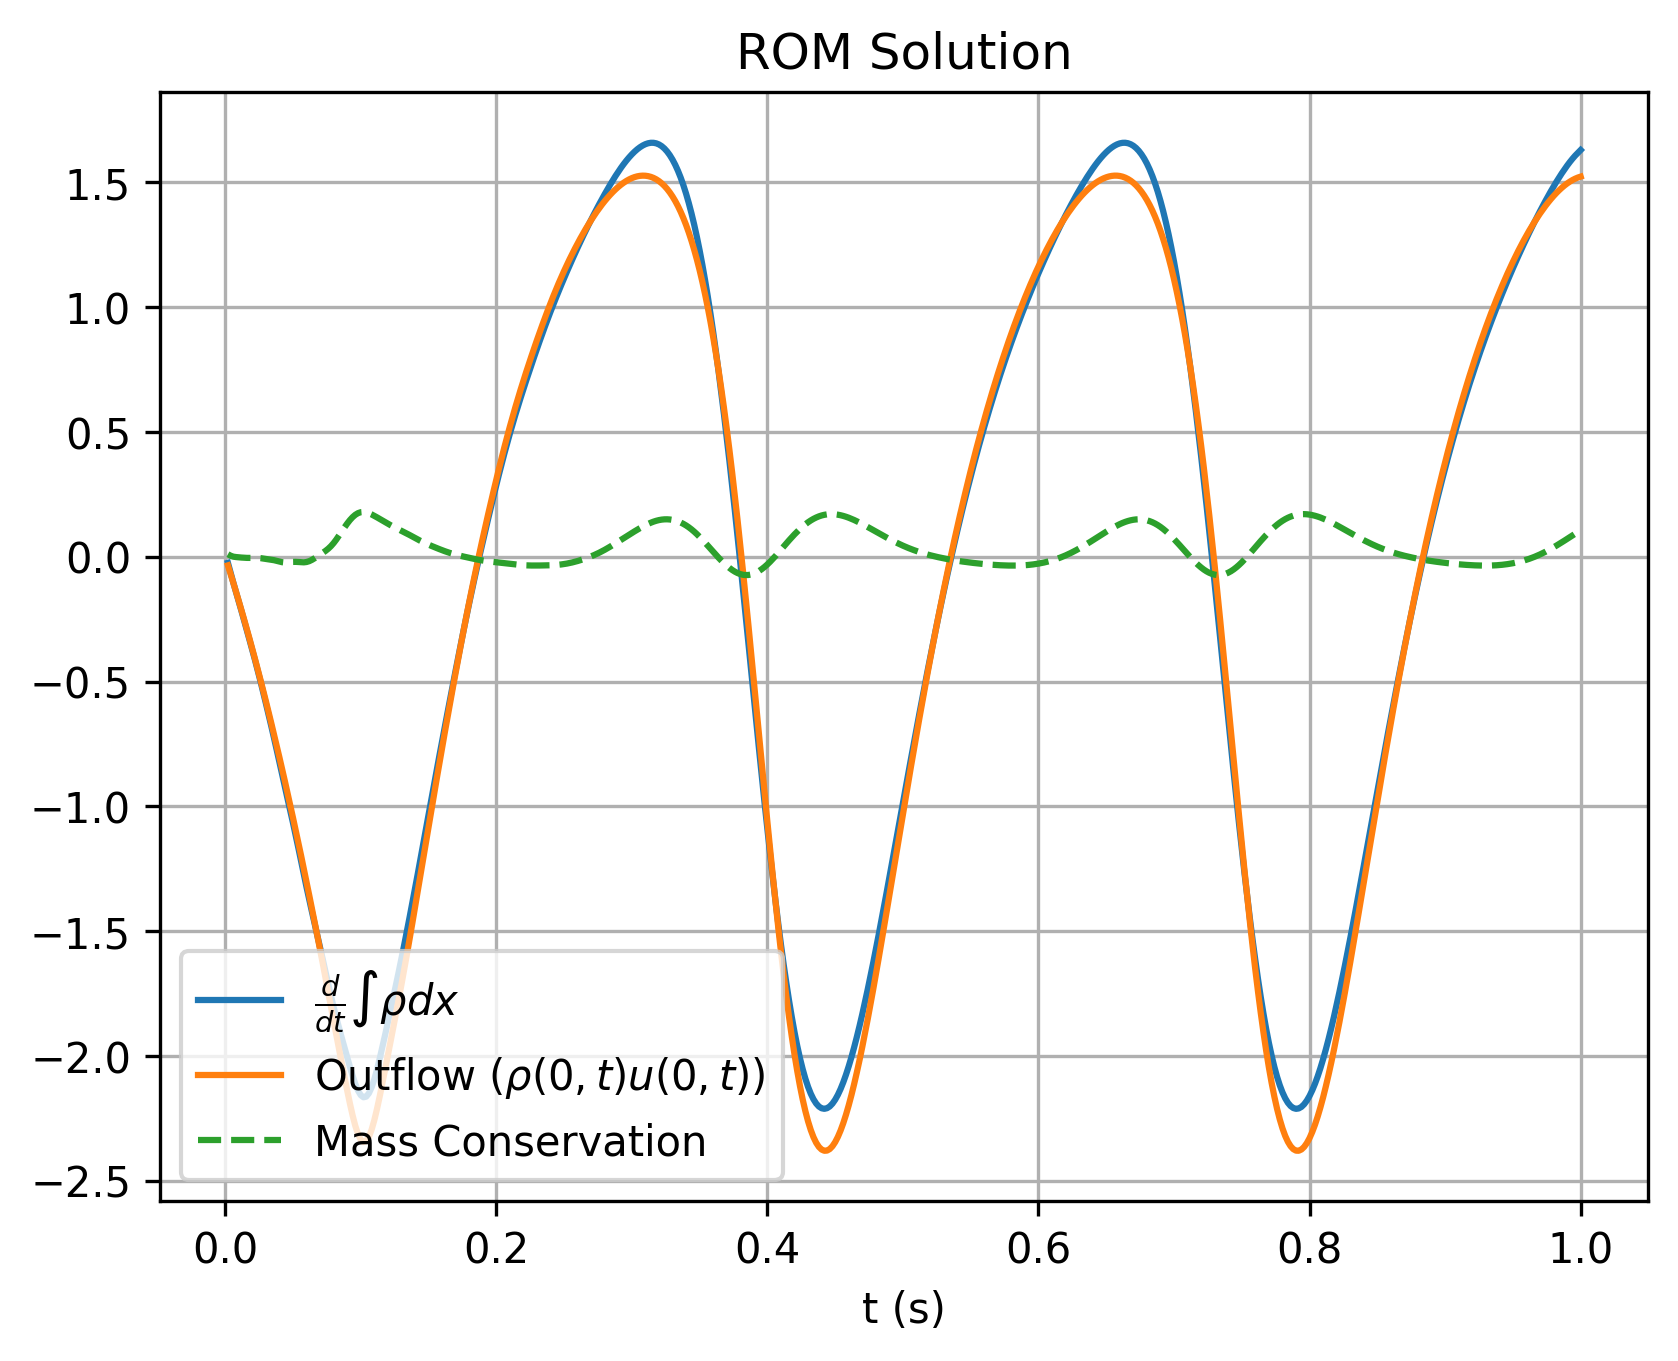 ROM Solution
1.5
1.0
0.5
0.0
−0.5
−1.0
−1.5
−2.0
−2.5
d/dt ∫ρdx
Outflow (ρ(0, t)u(0, t))
Mass Conservation
0.0 0.2 0.4 0.6 0.8 1.0
t (s)